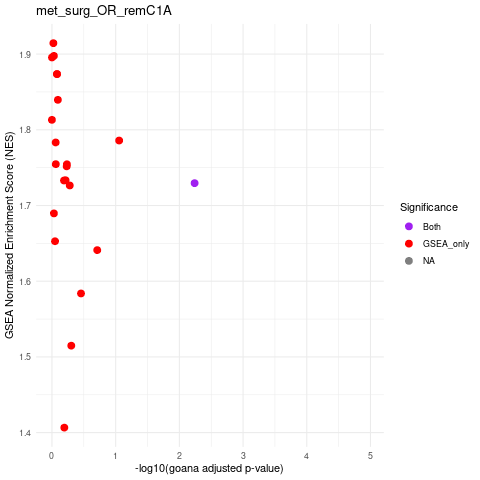 met_surg_OR_remC1A
GSEA Normalized Enrichment Score (NES)
1.9
1.8
1.7
1.6
1.5
1.4
0 1 2 3 4 5
-log10(goana adjusted p-value)
Significance
Both
GSEA_only
NA